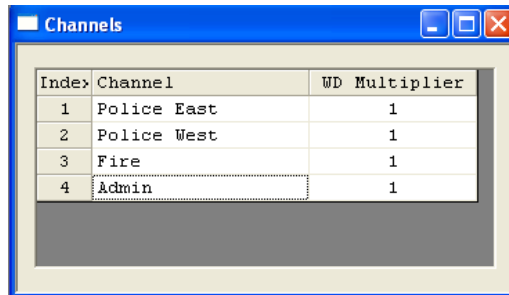 Channels
Index Channel WD Multiplier
1 Police East 1
2 Police West 1
3 Fire 1
4 Admin 1